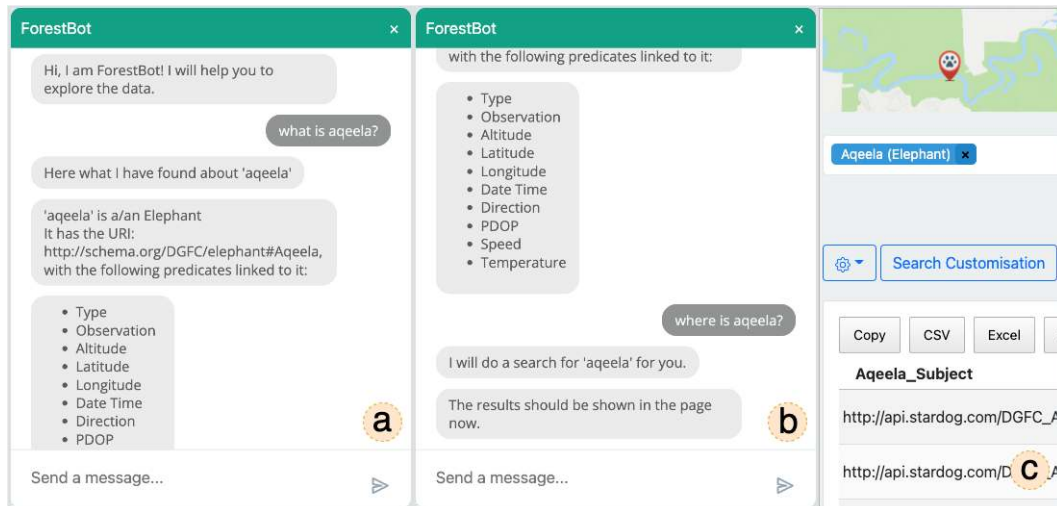 ForestBot ×
Hi, I am ForestBot! I will help you to
explore the data.
what is aqeela?
Here what I have found about 'aqeela'
'aqeela' is a/an Elephant
It has the URI:
http://schema.org/DGFC/elephant#Aqeela,
with the following predicates linked to it:
• Type
• Observation
• Altitude
• Latitude
• Longitude
• Date Time
• Direction
• PDOP
a
Send a message...
ForestBot ×
with the following predicates linked to it:
• Type
• Observation
• Altitude
• Latitude
• Longitude
• Date Time
• Direction
• PDOP
• Speed
• Temperature
where is aqeela?
I will do a search for 'aqeela' for you.
The results should be shown in the page
now.
b
Send a message...
Aqeela (Elephant) ×
Search Customisation
Copy CSV Excel
Aqeela_Subject
http://api.stardog.com/DGFC_A
http://api.stardog.com/D
c